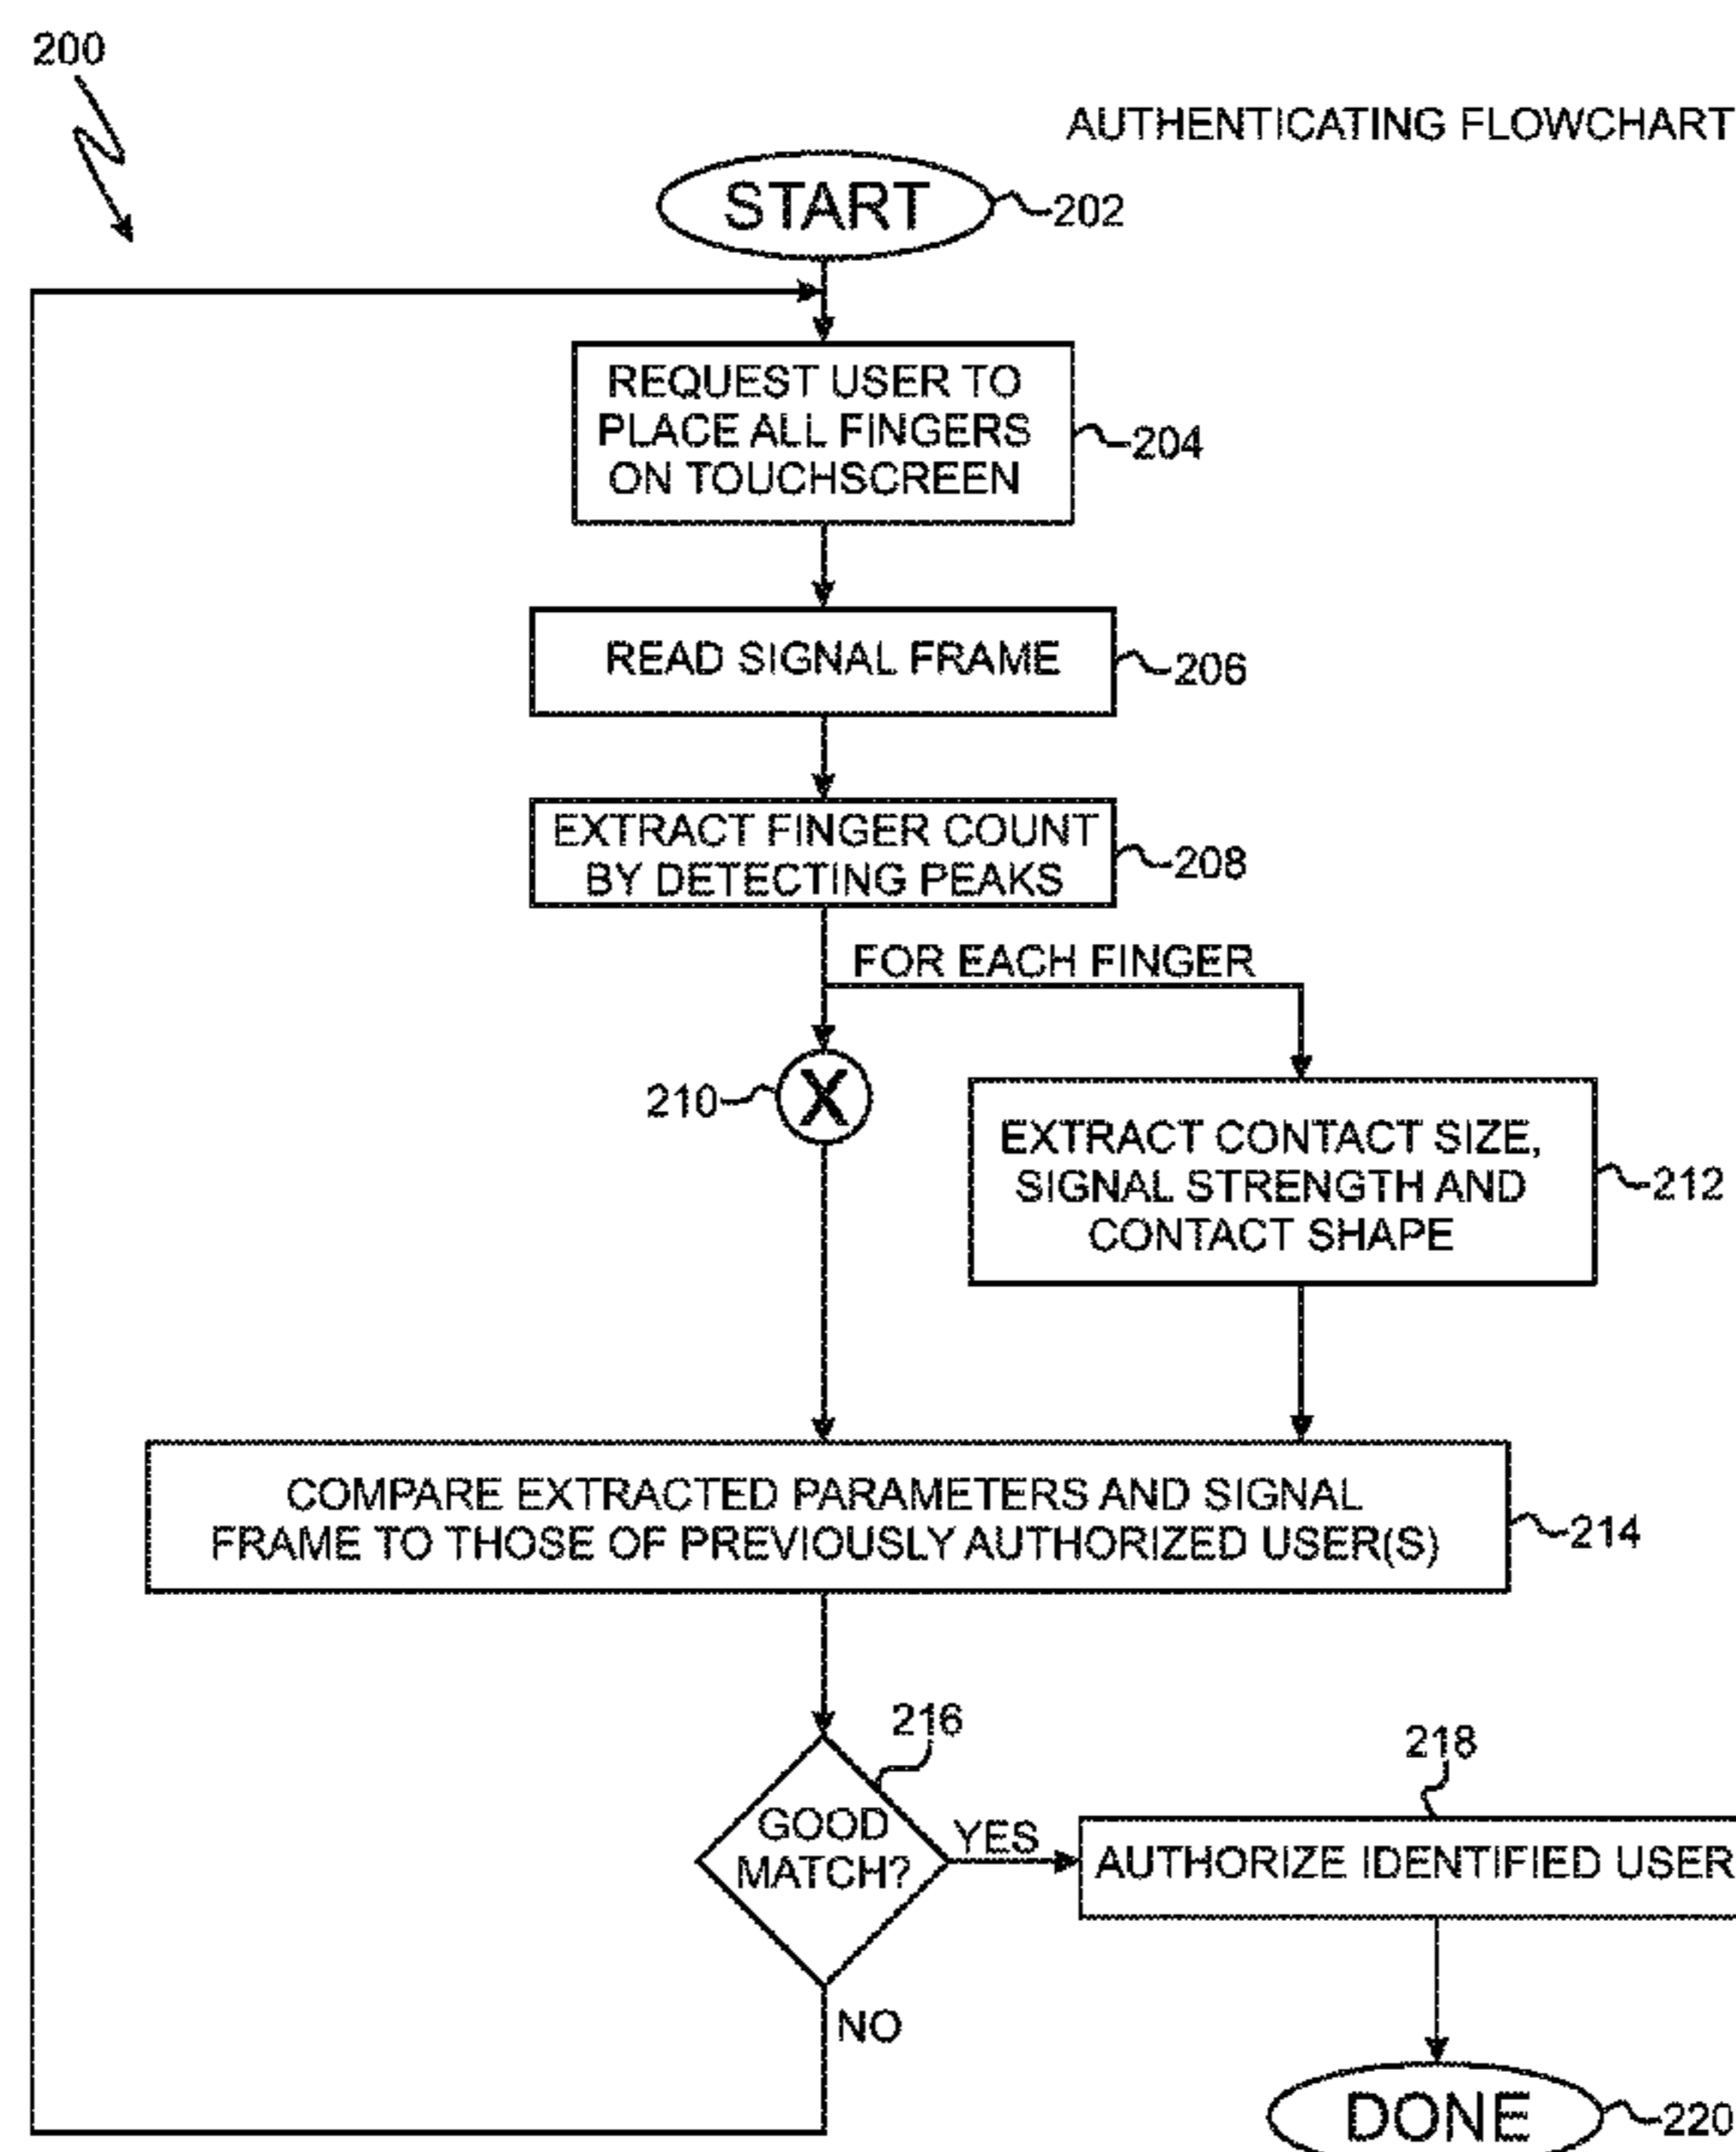 200
AUTHENTICATING FLOWCHART
START
202
REQUEST USER TO
PLACE ALL FINGERS
ON TOUCHSCREEN
204
READ SIGNAL FRAME
206
EXTRACT FINGER COUNT
BY DETECTING PEAKS
208
FOR EACH FINGER
210
X
EXTRACT CONTACT SIZE,
SIGNAL STRENGTH AND
CONTACT SHAPE
212
COMPARE EXTRACTED PARAMETERS AND SIGNAL
FRAME TO THOSE OF PREVIOUSLY AUTHORIZED USER(S)
214
216
GOOD
MATCH?
YES
218
AUTHORIZE IDENTIFIED USER
NO
DONE
220